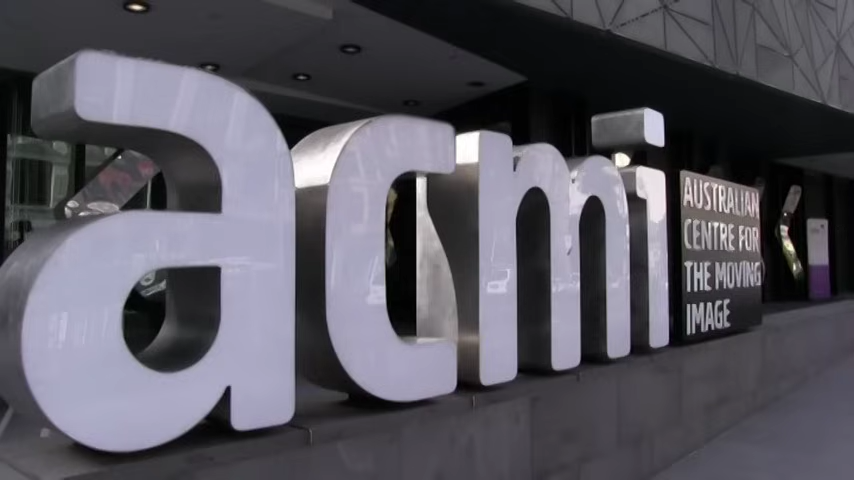 acmi
AUSTRALIAN
CENTRE FOR
THE MOVING
IMAGE